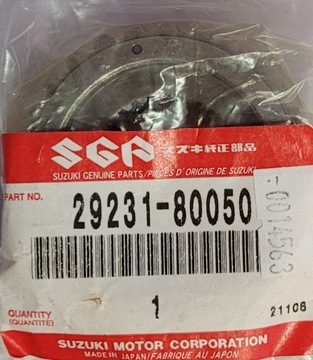 SGP スズキ純正部品
SUZUKI GENUINE PARTS/PIÈCES D'ORIGINE DE SUZUKI
PART NO. 29231-80050
-0014563
QUANTITY 1
(QUANTITÉ) 21106
SUZUKI MOTOR CORPORATION
MADE IN JAPAN/FABRIQUÉ AU JAPON